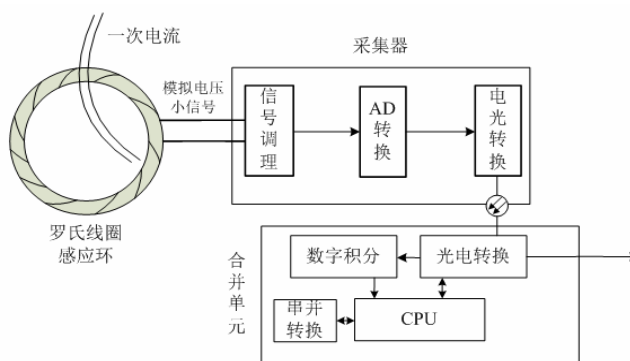 一次电流
采集器
模拟电压
小信号
信号调理
AD
转换
电光转换
罗氏线圈
感应环
合并单元
数字积分
光电转换
串并
转换
CPU